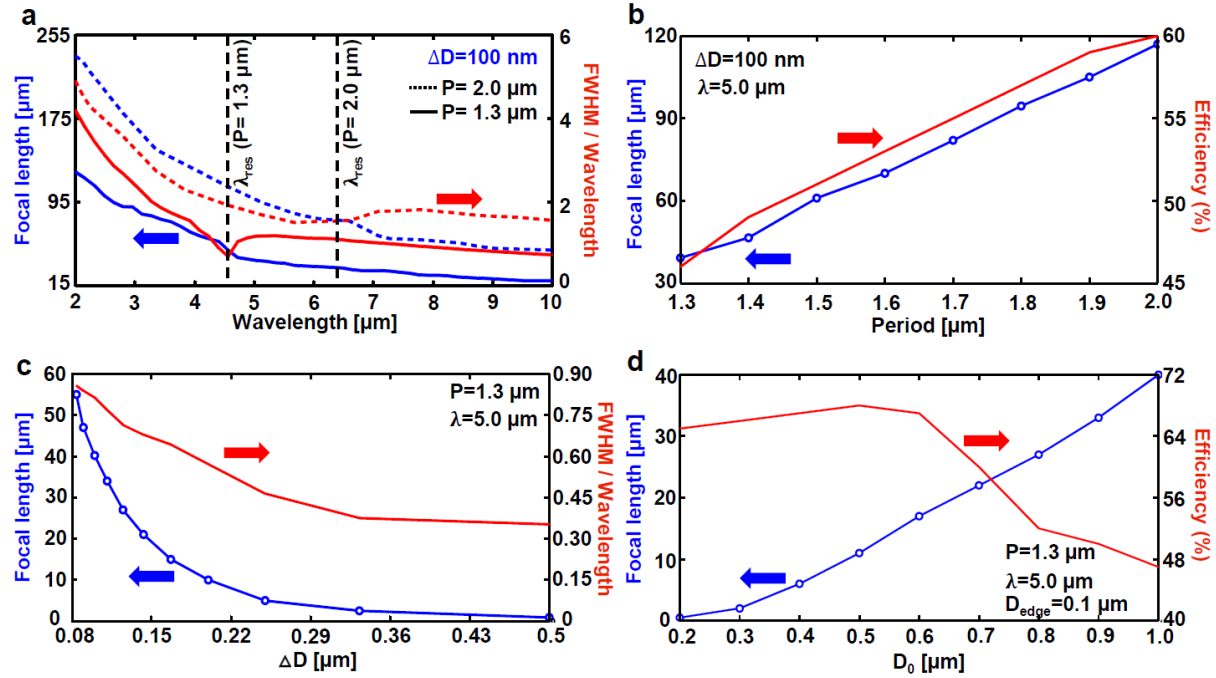 a
255
175
95
15
Focal length [μm]
2 3 4 5 6 7 8 9 10
Wavelength [μm]
6
4
2
0
FWHM / Wavelength
λres (P= 1.3 μm)
λres (P= 2.0 μm)
ΔD=100 nm
P= 2.0 μm
P= 1.3 μm
b
120
90
60
30
Focal length [μm]
1.3 1.4 1.5 1.6 1.7 1.8 1.9 2.0
Period [μm]
60
53
49
45
Efficiency (%)
ΔD=100 nm
λ=5.0 μm
c
60
50
40
30
20
10
0
Focal length [μm]
0.08 0.15 0.22 0.29 0.36 0.43 0.5
ΔD [μm]
0.90
0.75
0.60
0.45
0.30
0.15
0
FWHM / Wavelength
P=1.3 μm
λ=5.0 μm
d
40
30
20
10
0
Focal length [μm]
0.2 0.3 0.4 0.5 0.6 0.7 0.8 0.9 1.0
D0 [μm]
72
64
56
48
40
Efficiency (%)
P=1.3 μm
λ=5.0 μm
Dedge=0.1 μm